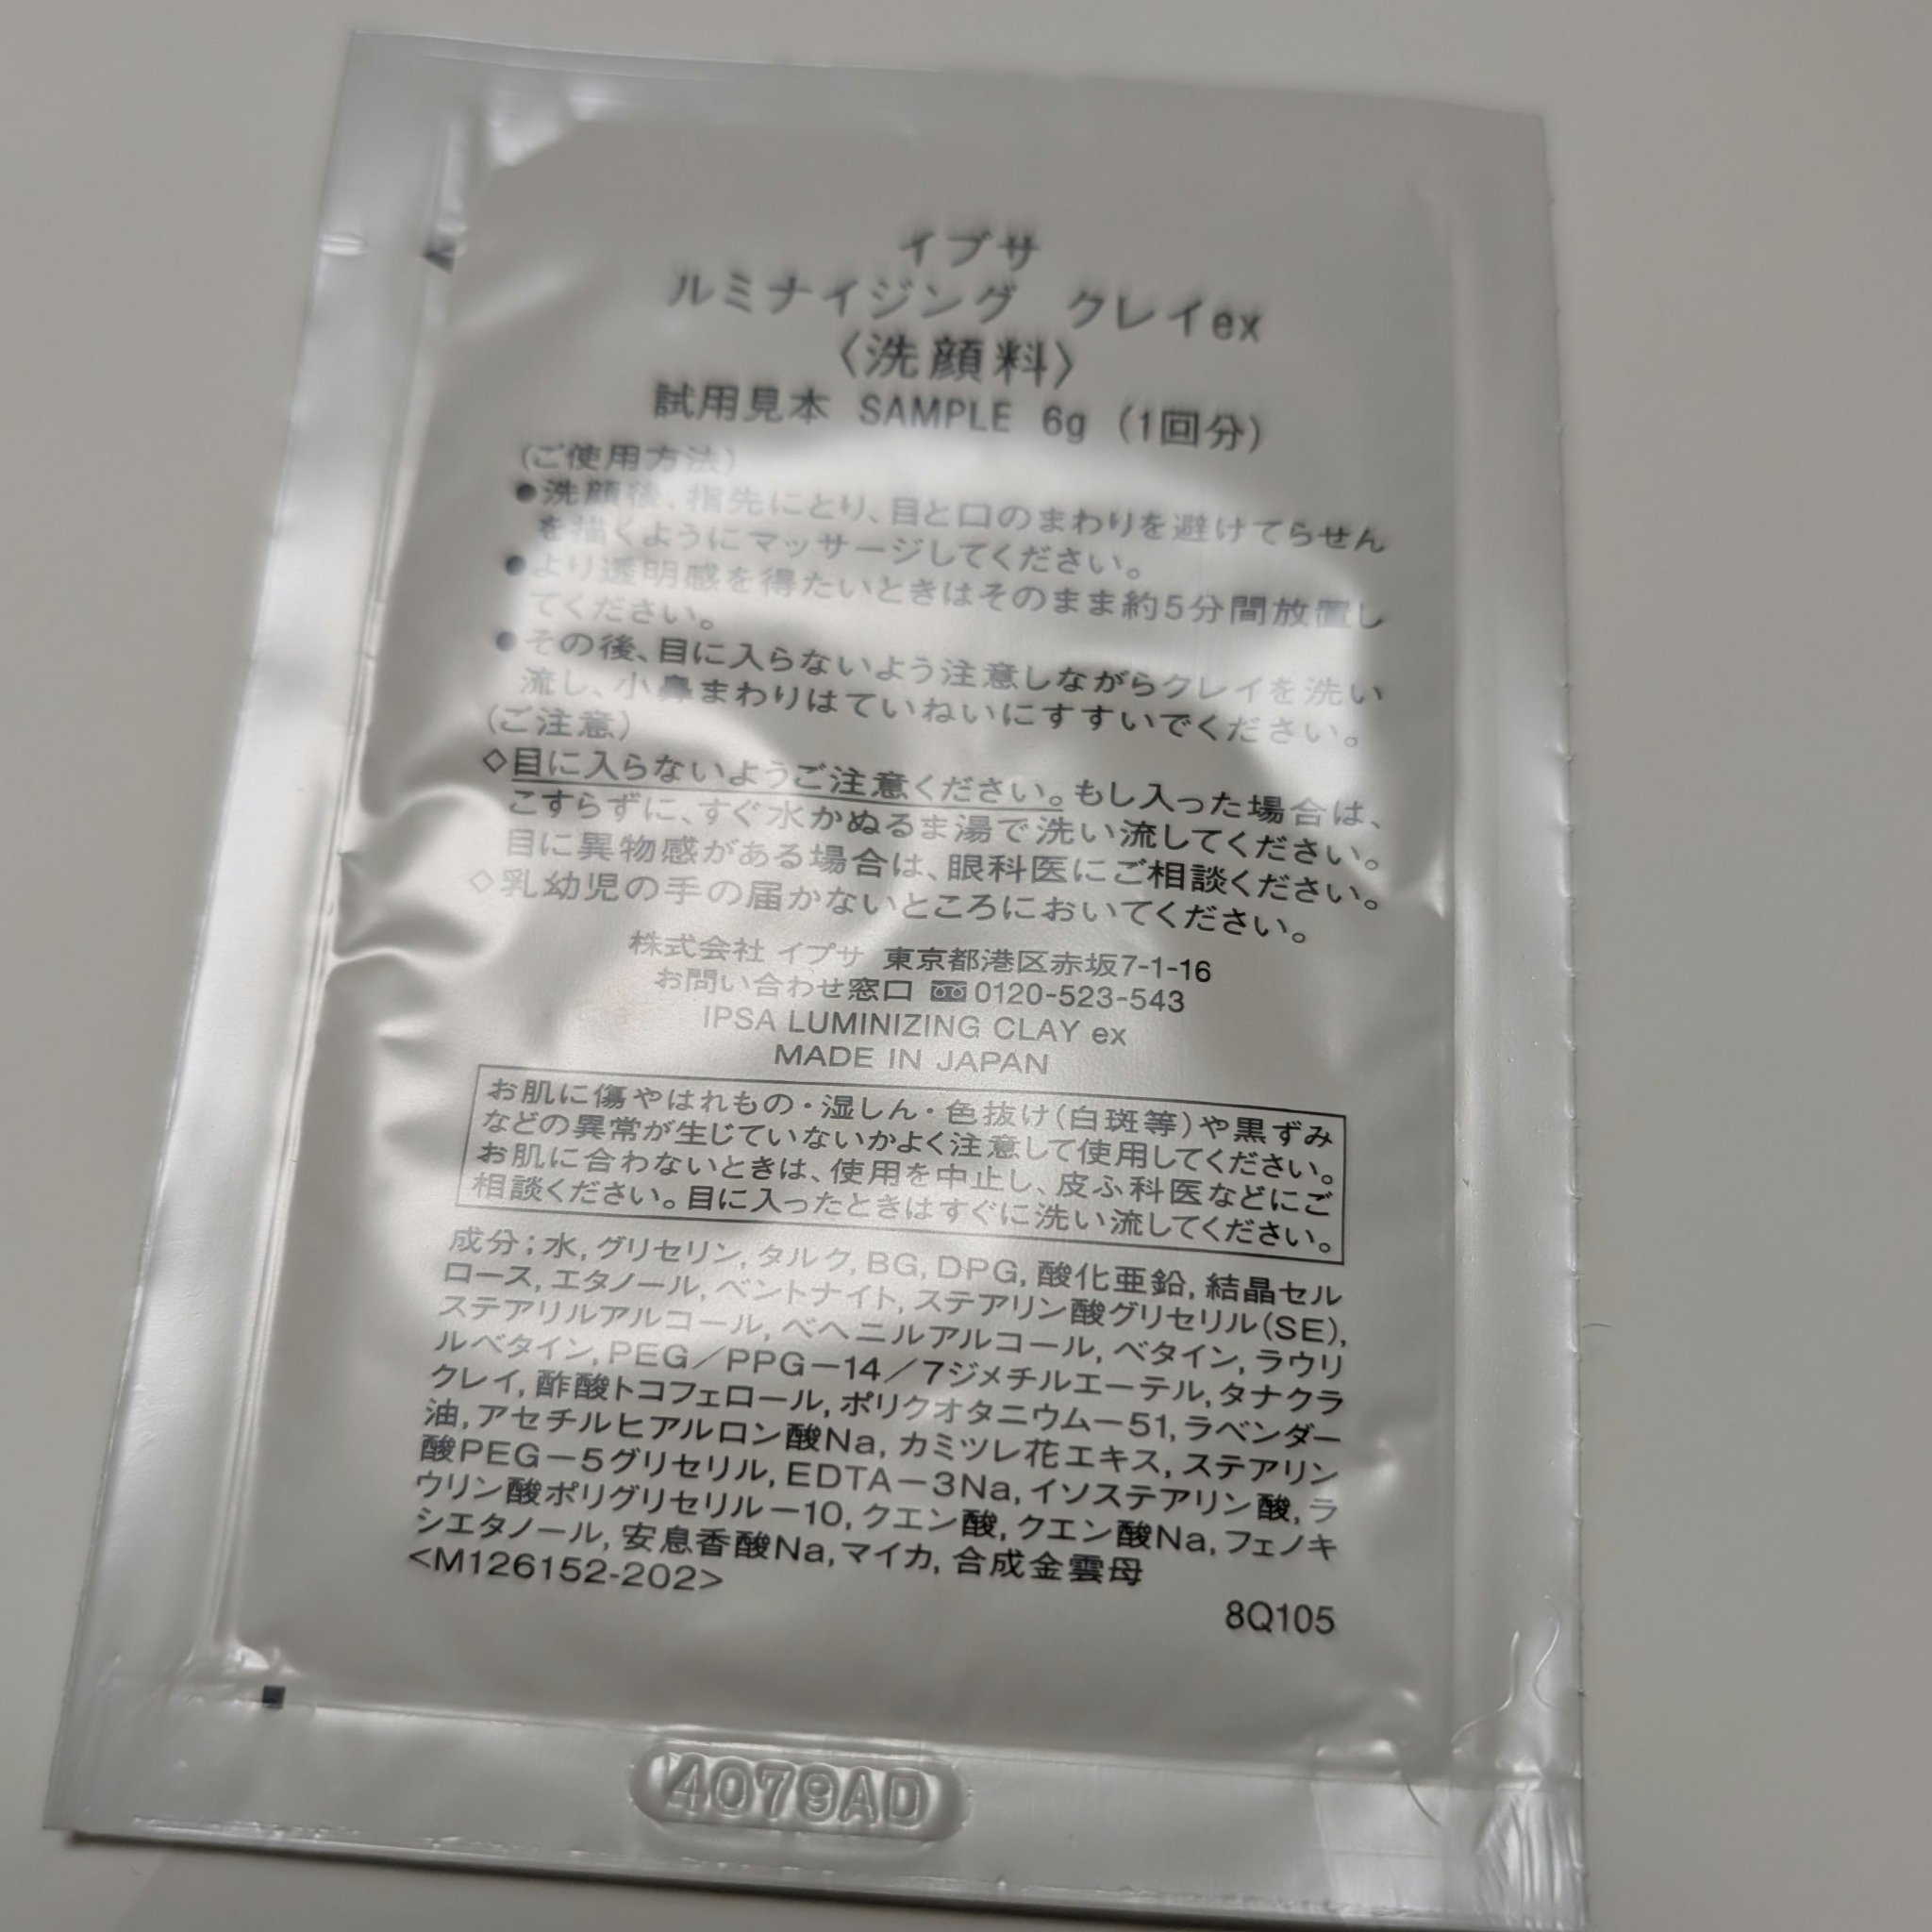 イプサ
ルミナイジング クレイex
〈洗顔料〉
試用見本 SAMPLE 6g (1回分)
(ご使用方法)
●洗顔後、指先にとり、目と口のまわりを避けてらせん
を描くようにマッサージしてください。
●より透明感を得たいときはそのまま約5分間放置し
てください。
●その後、目に入らないよう注意しながらクレイを洗い
流し、小鼻まわりはていねいにすすいでください。
(ご注意)
◇目に入らないようご注意ください。もし入った場合は、
こすらずに、すぐ水かぬるま湯で洗い流してください。
目に異物感がある場合は、眼科医にご相談ください。
◇乳幼児の手の届かないところにおいてください。
株式会社 イプサ 東京都港区赤坂7-1-16
お問い合わせ窓口 0120-523-543
IPSA LUMINIZING CLAY ex
MADE IN JAPAN
お肌に傷やはれもの・湿しん・色抜け(白斑等)や黒ずみ
などの異常が生じていないかよく注意して使用してください。
お肌に合わないときは、使用を中止し、皮ふ科医などにご
相談ください。目に入ったときはすぐに洗い流してください。
成分;水, グリセリン, タルク, BG, DPG, 酸化亜鉛, 結晶セル
ロース, エタノール, ベントナイト, ステアリン酸グリセリル(SE),
ステアリルアルコール, ベヘニルアルコール, ベタイン, ラウリ
ルベタイン, PEG/PPG-14/7ジメチルエーテル, タナクラ
クレイ, 酢酸トコフェロール, ポリクオタニウム-51, ラベンダー
油, アセチルヒアルロン酸Na, カミツレ花エキス, ステアリン
酸PEG-5グリセリル, EDTA-3Na, イソステアリン酸, ラ
ウリン酸ポリグリセリル-10, クエン酸, クエン酸Na, フェノキ
シエタノール, 安息香酸Na, マイカ, 合成金雲母
<M126152-202>
8Q105
4079AD